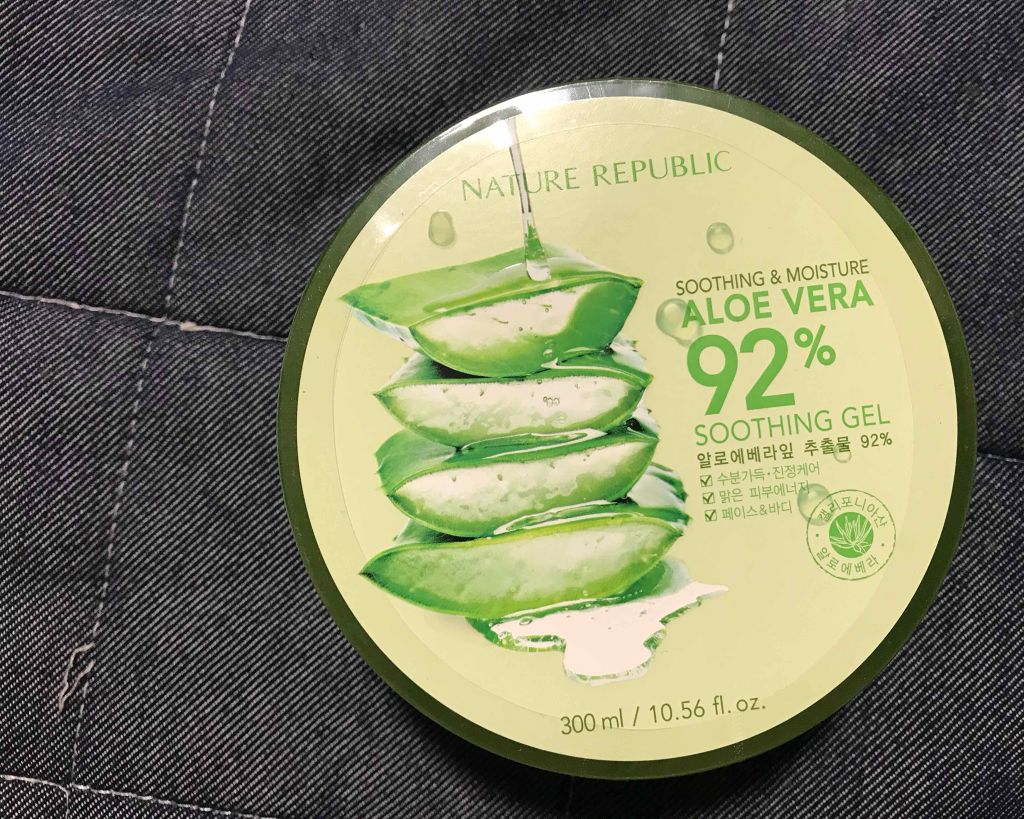 NATURE REPUBLIC
SOOTHING & MOISTURE
ALOE VERA
92%
SOOTHING GEL
알로에베라잎 추출물 92%
수분가득·진정케어
맑은 피부에너지
페이스&바디
캘리포니아산
알로에베라
300 ml / 10.56 fl. oz.